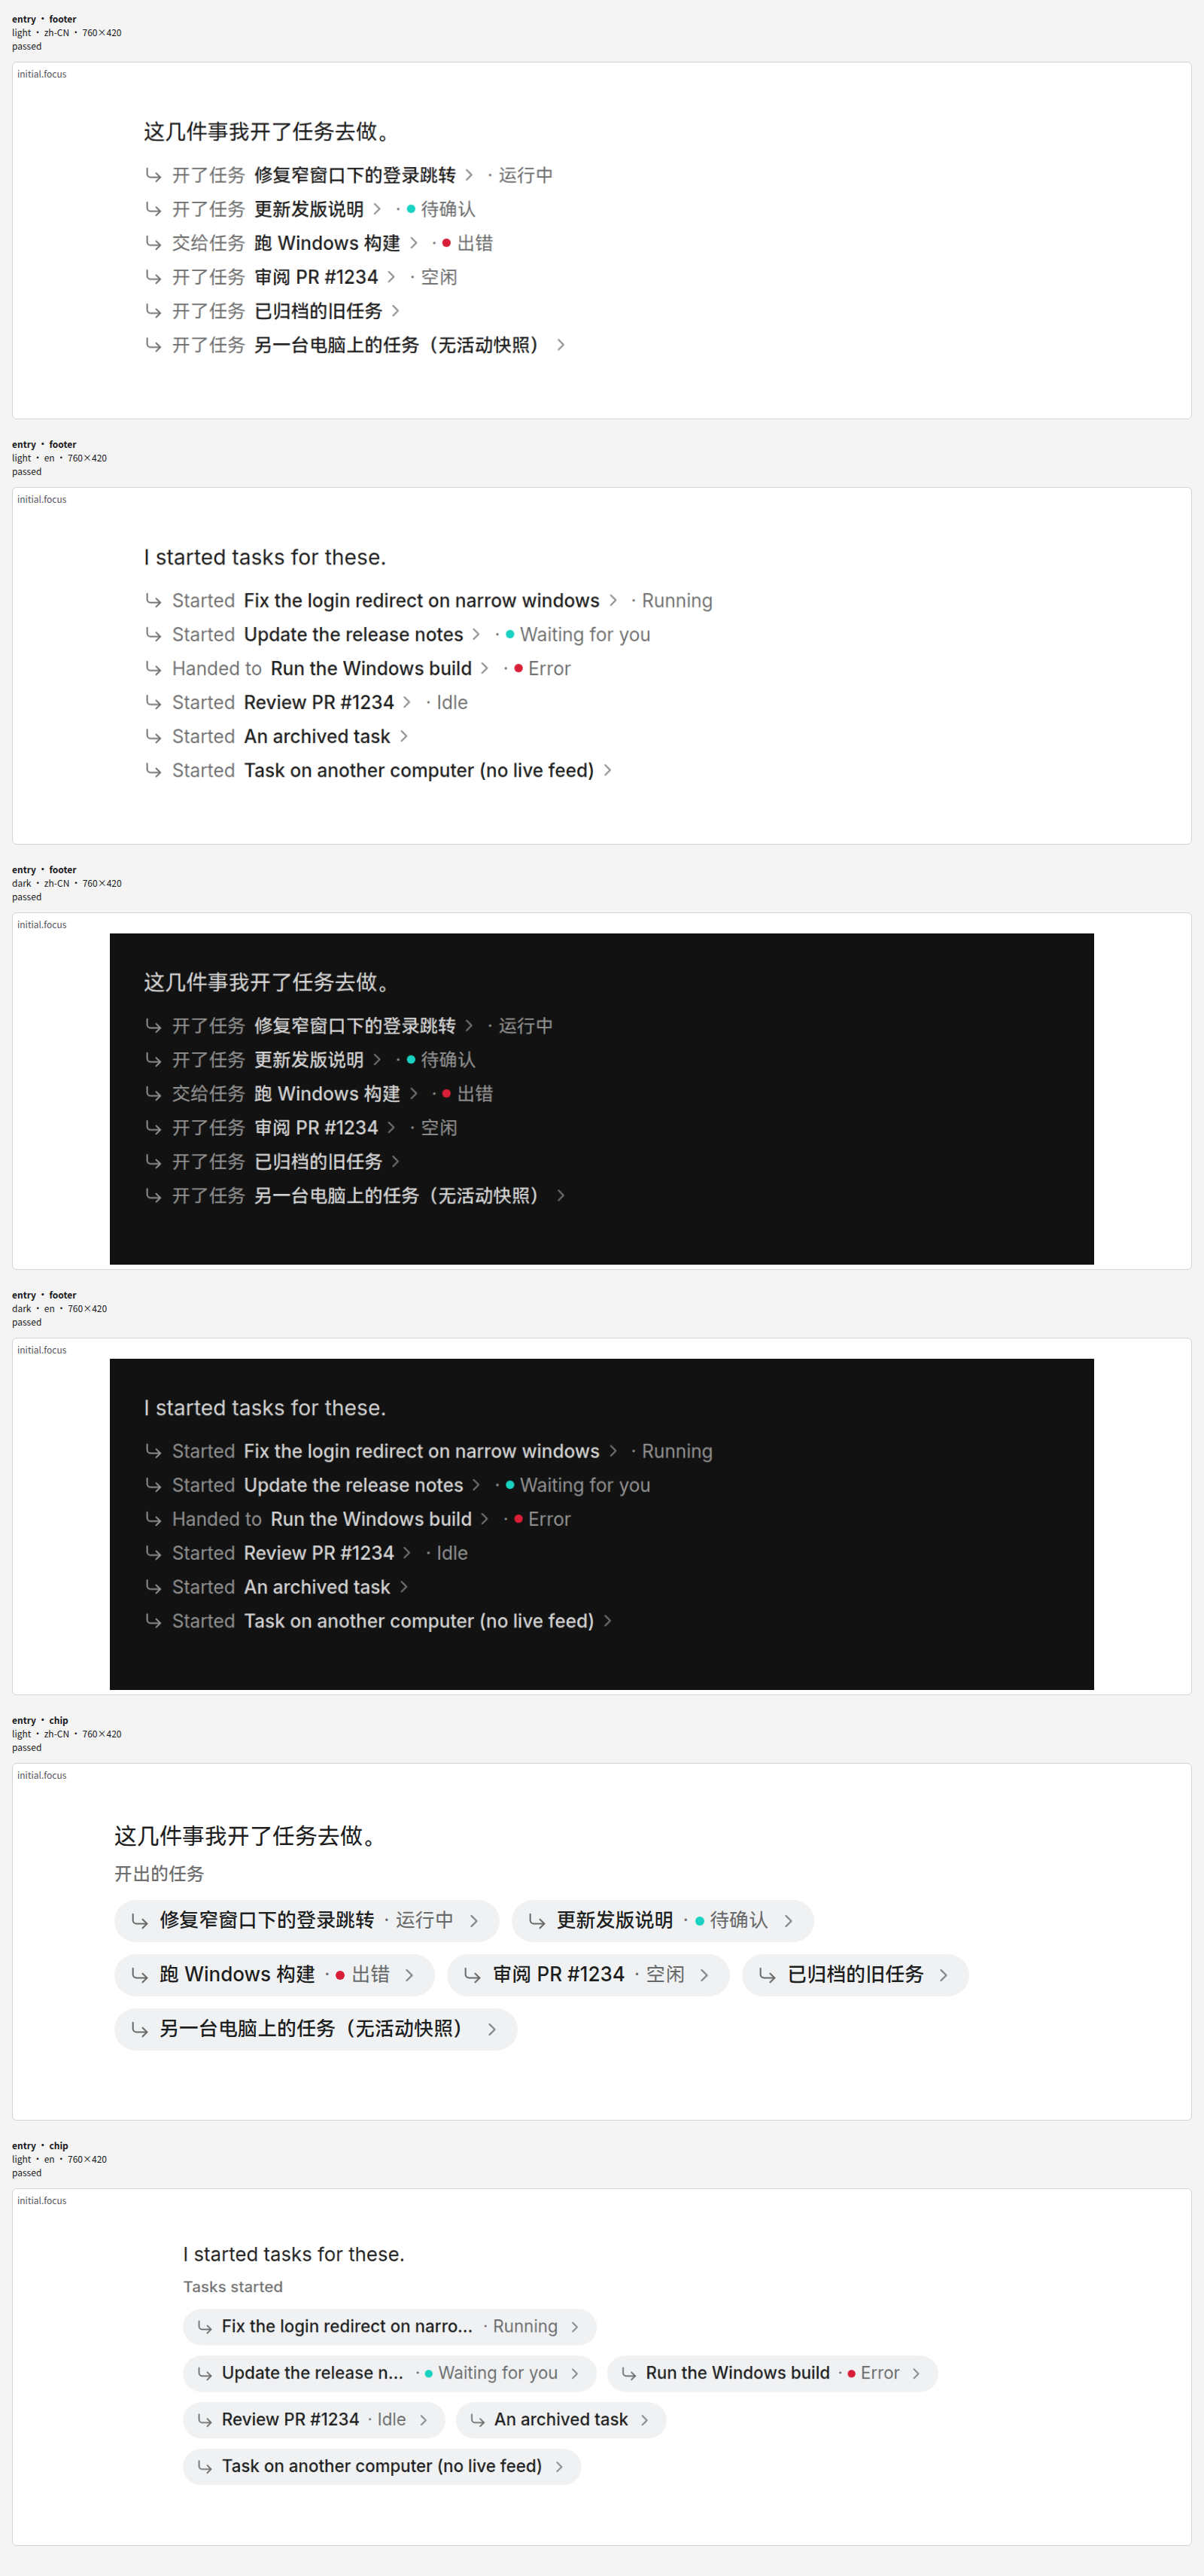 entry • footer
light • zh-CN • 760×420
passed
initial.focus
这几件事我开了任务去做。
开了任务 修复窄窗口下的登录跳转 › · 运行中
开了任务 更新发版说明 › · 待确认
交给任务 跑 Windows 构建 › · 出错
开了任务 审阅 PR #1234 › · 空闲
开了任务 已归档的旧任务 ›
开了任务 另一台电脑上的任务（无活动快照） ›
entry • footer
light • en • 760×420
passed
initial.focus
I started tasks for these.
Started Fix the login redirect on narrow windows › · Running
Started Update the release notes › · Waiting for you
Handed to Run the Windows build › · Error
Started Review PR #1234 › · Idle
Started An archived task ›
Started Task on another computer (no live feed) ›
entry • footer
dark • zh-CN • 760×420
passed
initial.focus
这几件事我开了任务去做。
开了任务 修复窄窗口下的登录跳转 › · 运行中
开了任务 更新发版说明 › · 待确认
交给任务 跑 Windows 构建 › · 出错
开了任务 审阅 PR #1234 › · 空闲
开了任务 已归档的旧任务 ›
开了任务 另一台电脑上的任务（无活动快照） ›
entry • footer
dark • en • 760×420
passed
initial.focus
I started tasks for these.
Started Fix the login redirect on narrow windows › · Running
Started Update the release notes › · Waiting for you
Handed to Run the Windows build › · Error
Started Review PR #1234 › · Idle
Started An archived task ›
Started Task on another computer (no live feed) ›
entry • chip
light • zh-CN • 760×420
passed
initial.focus
这几件事我开了任务去做。
开出的任务
修复窄窗口下的登录跳转 · 运行中 › 更新发版说明 · 待确认 ›
跑 Windows 构建 · 出错 › 审阅 PR #1234 · 空闲 › 已归档的旧任务 ›
另一台电脑上的任务（无活动快照） ›
entry • chip
light • en • 760×420
passed
initial.focus
I started tasks for these.
Tasks started
Fix the login redirect on narro... · Running ›
Update the release n... · Waiting for you › Run the Windows build · Error ›
Review PR #1234 · Idle › An archived task ›
Task on another computer (no live feed) ›